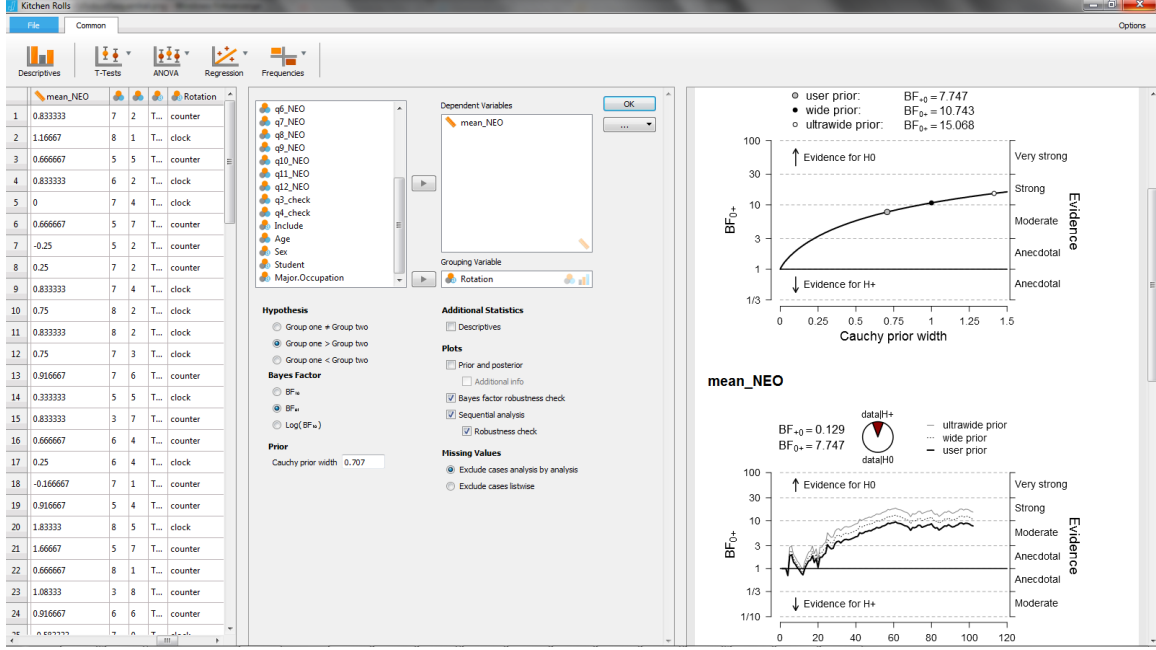 Kitchen Rolls
File Common Options
Descriptives T-Tests ANOVA Regression Frequencies
mean_NEO Rotation
1 0.833333 7 2 T... counter
2 1.16667 8 1 T... clock
3 0.666667 5 5 T... counter
4 0.833333 6 2 T... clock
5 0 7 4 T... clock
6 0.666667 5 7 T... counter
7 -0.25 5 2 T... counter
8 0.25 7 2 T... counter
9 0.833333 7 4 T... clock
10 0.75 8 2 T... clock
11 0.833333 8 2 T... clock
12 0.75 7 3 T... clock
13 0.916667 7 6 T... counter
14 0.333333 5 5 T... clock
15 0.833333 3 7 T... counter
16 0.666667 6 4 T... clock
17 0.25 6 4 T... clock
18 -0.166667 7 1 T... counter
19 0.916667 5 4 T... counter
20 1.83333 8 5 T... clock
21 1.66667 5 7 T... counter
22 0.666667 8 1 T... counter
23 1.08333 3 8 T... counter
24 0.916667 6 6 T... counter
q6_NEO
q7_NEO
q8_NEO
q9_NEO
q10_NEO
q11_NEO
q12_NEO
q3_check
q4_check
Include
Age
Sex
Student
Major.Occupation
Dependent Variables
mean_NEO
OK
...
Grouping Variable
Rotation
Hypothesis
Group one ≠ Group two
Group one > Group two
Group one < Group two
Bayes Factor
BF₁₀
BF₀₁
Log(BF₁₀)
Prior
Cauchy prior width 0.707
Additional Statistics
Descriptives
Plots
Prior and posterior
Additional info
Bayes factor robustness check
Sequential analysis
Robustness check
Missing Values
Exclude cases analysis by analysis
Exclude cases listwise
user prior: BF₊₀ = 7.747
wide prior: BF₀₊ = 10.743
ultrawide prior: BF₀₊ = 15.068
100
30
10
3
1
1/3
BF₀₊
Evidence for H0
Evidence for H+
Very strong
Strong
Moderate
Anecdotal
Anecdotal
Evidence
0 0.25 0.5 0.75 1 1.25 1.5
Cauchy prior width
mean_NEO
BF₊₀ = 0.129
BF₀₊ = 7.747
data|H+
data|H0
ultrawide prior
wide prior
user prior
100
30
10
3
1
1/3
1/10
BF₀₊
Evidence for H0
Evidence for H+
Very strong
Strong
Moderate
Anecdotal
Anecdotal
Moderate
Evidence
0 20 40 60 80 100 120